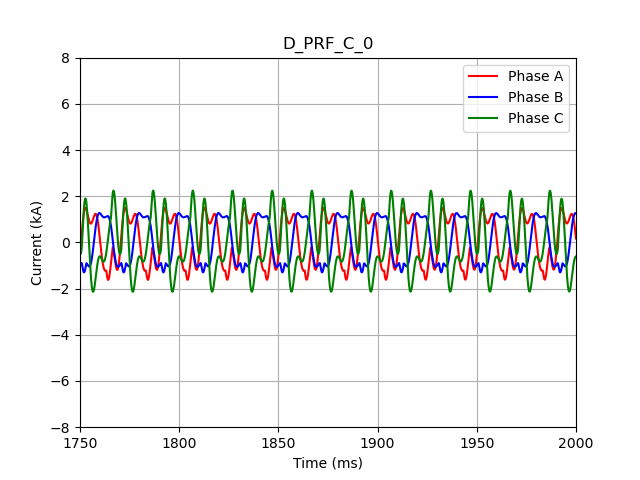 D_PRF_C_0
8
6
4
2
0
−2
−4
−6
−8
Current (kA)
Phase A
Phase B
Phase C
1750
1800
1850
1900
1950
2000
Time (ms)